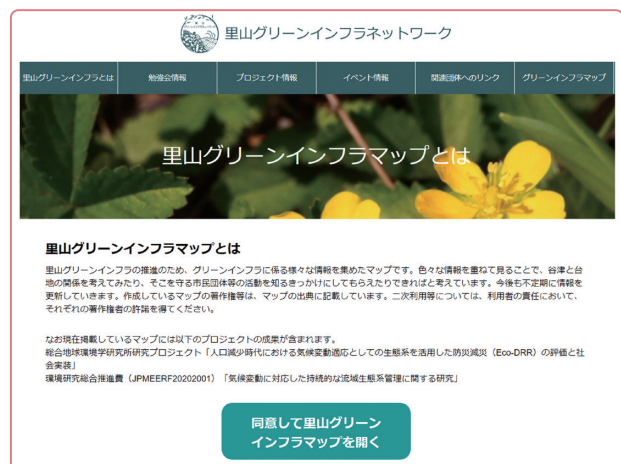 里山グリーンインフラネットワーク
里山グリーンインフラとは　勉強会情報　プロジェクト情報　イベント情報　関連団体へのリンク　グリーンインフラマップ
里山グリーンインフラマップとは
里山グリーンインフラマップとは
里山グリーンインフラの推進のため、グリーンインフラに係る様々な情報を集めたマップです。色々な情報を重ねて見ることで、谷津と台
地の関係を考えてみたり、そこを守る市民団体等の活動を知るきっかけにしてもらえたりできればと考えています。今後も不定期に情報を
更新していきます。作成しているマップの著作権等は、マップの出典に記載しています。二次利用等については、利用者の責任において、
それぞれの著作権者の許諾を得てください。
なお現在掲載しているマップには以下のプロジェクトの成果が含まれます。
総合地球環境学研究所研究プロジェクト「人口減少時代における気候変動適応としての生態系を活用した防災減災（Eco-DRR）の評価と社
会実装」
環境研究総合推進費（JPMEERF20202001）「気候変動に対応した持続的な流域生態系管理に関する研究」
同意して里山グリーン
インフラマップを開く